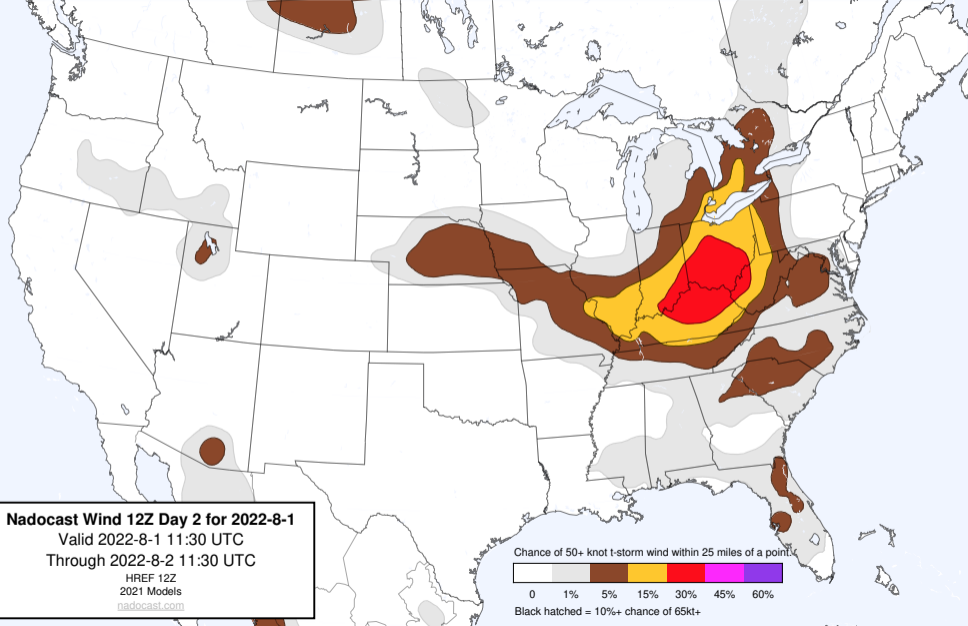 Nadocast Wind 12Z Day 2 for 2022-8-1
Valid 2022-8-1 11:30 UTC
Through 2022-8-2 11:30 UTC
HREF 12Z
2021 Models
nadocast.com
Chance of 50+ knot t-storm wind within 25 miles of a point.
0 1% 5% 15% 30% 45% 60%
Black hatched = 10%+ chance of 65kt+